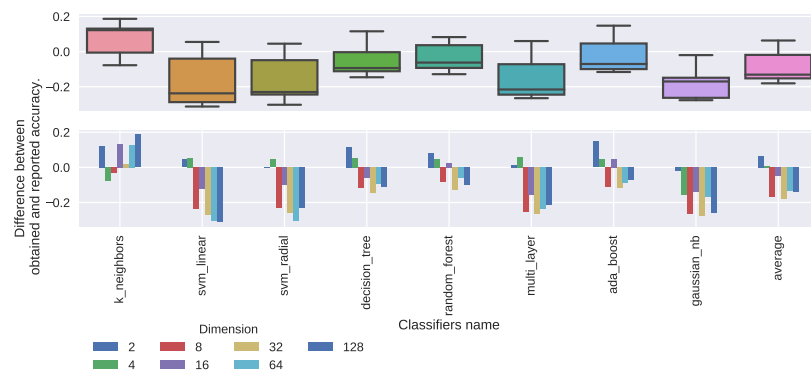 0.2
0.0
−0.2
0.2
0.0
−0.2
Difference between
obtained and reported accuracy.
k_neighbors
svm_linear
svm_radial
decision_tree
random_forest
multi_layer
ada_boost
gaussian_nb
average
Classifiers name
Dimension
2 8 32 128
4 16 64